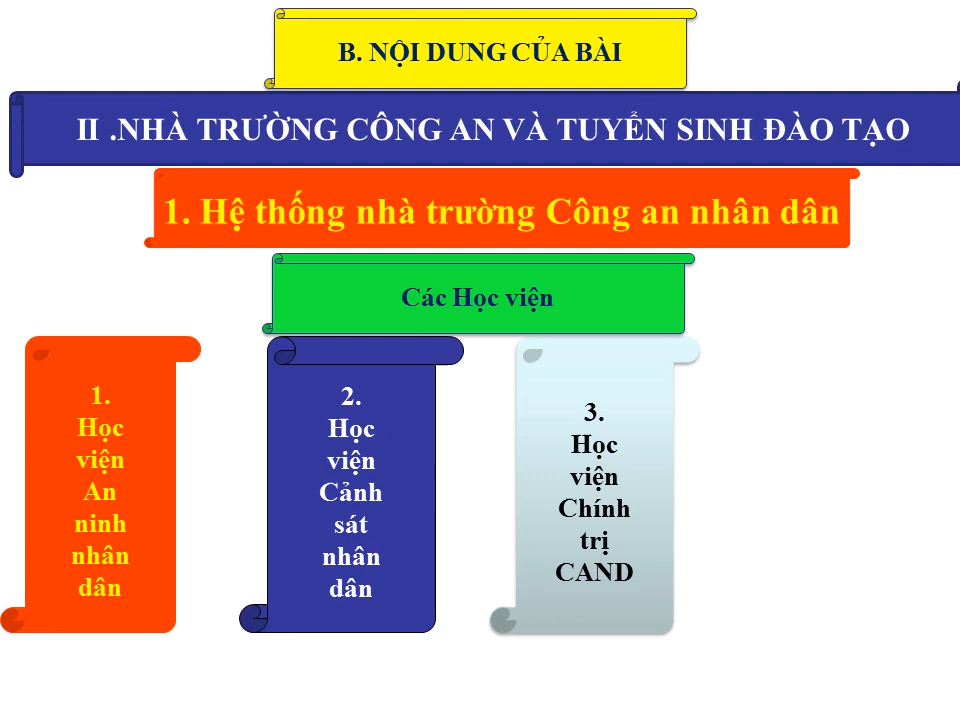 B. NỘI DUNG CỦA BÀI
II .NHÀ TRƯỜNG CÔNG AN VÀ TUYỂN SINH ĐÀO TẠO
1. Hệ thống nhà trường Công an nhân dân
Các Học viện
1.
Học
viện
An
ninh
nhân
dân
2.
Học
viện
Cảnh
sát
nhân
dân
3.
Học
viện
Chính
trị
CAND